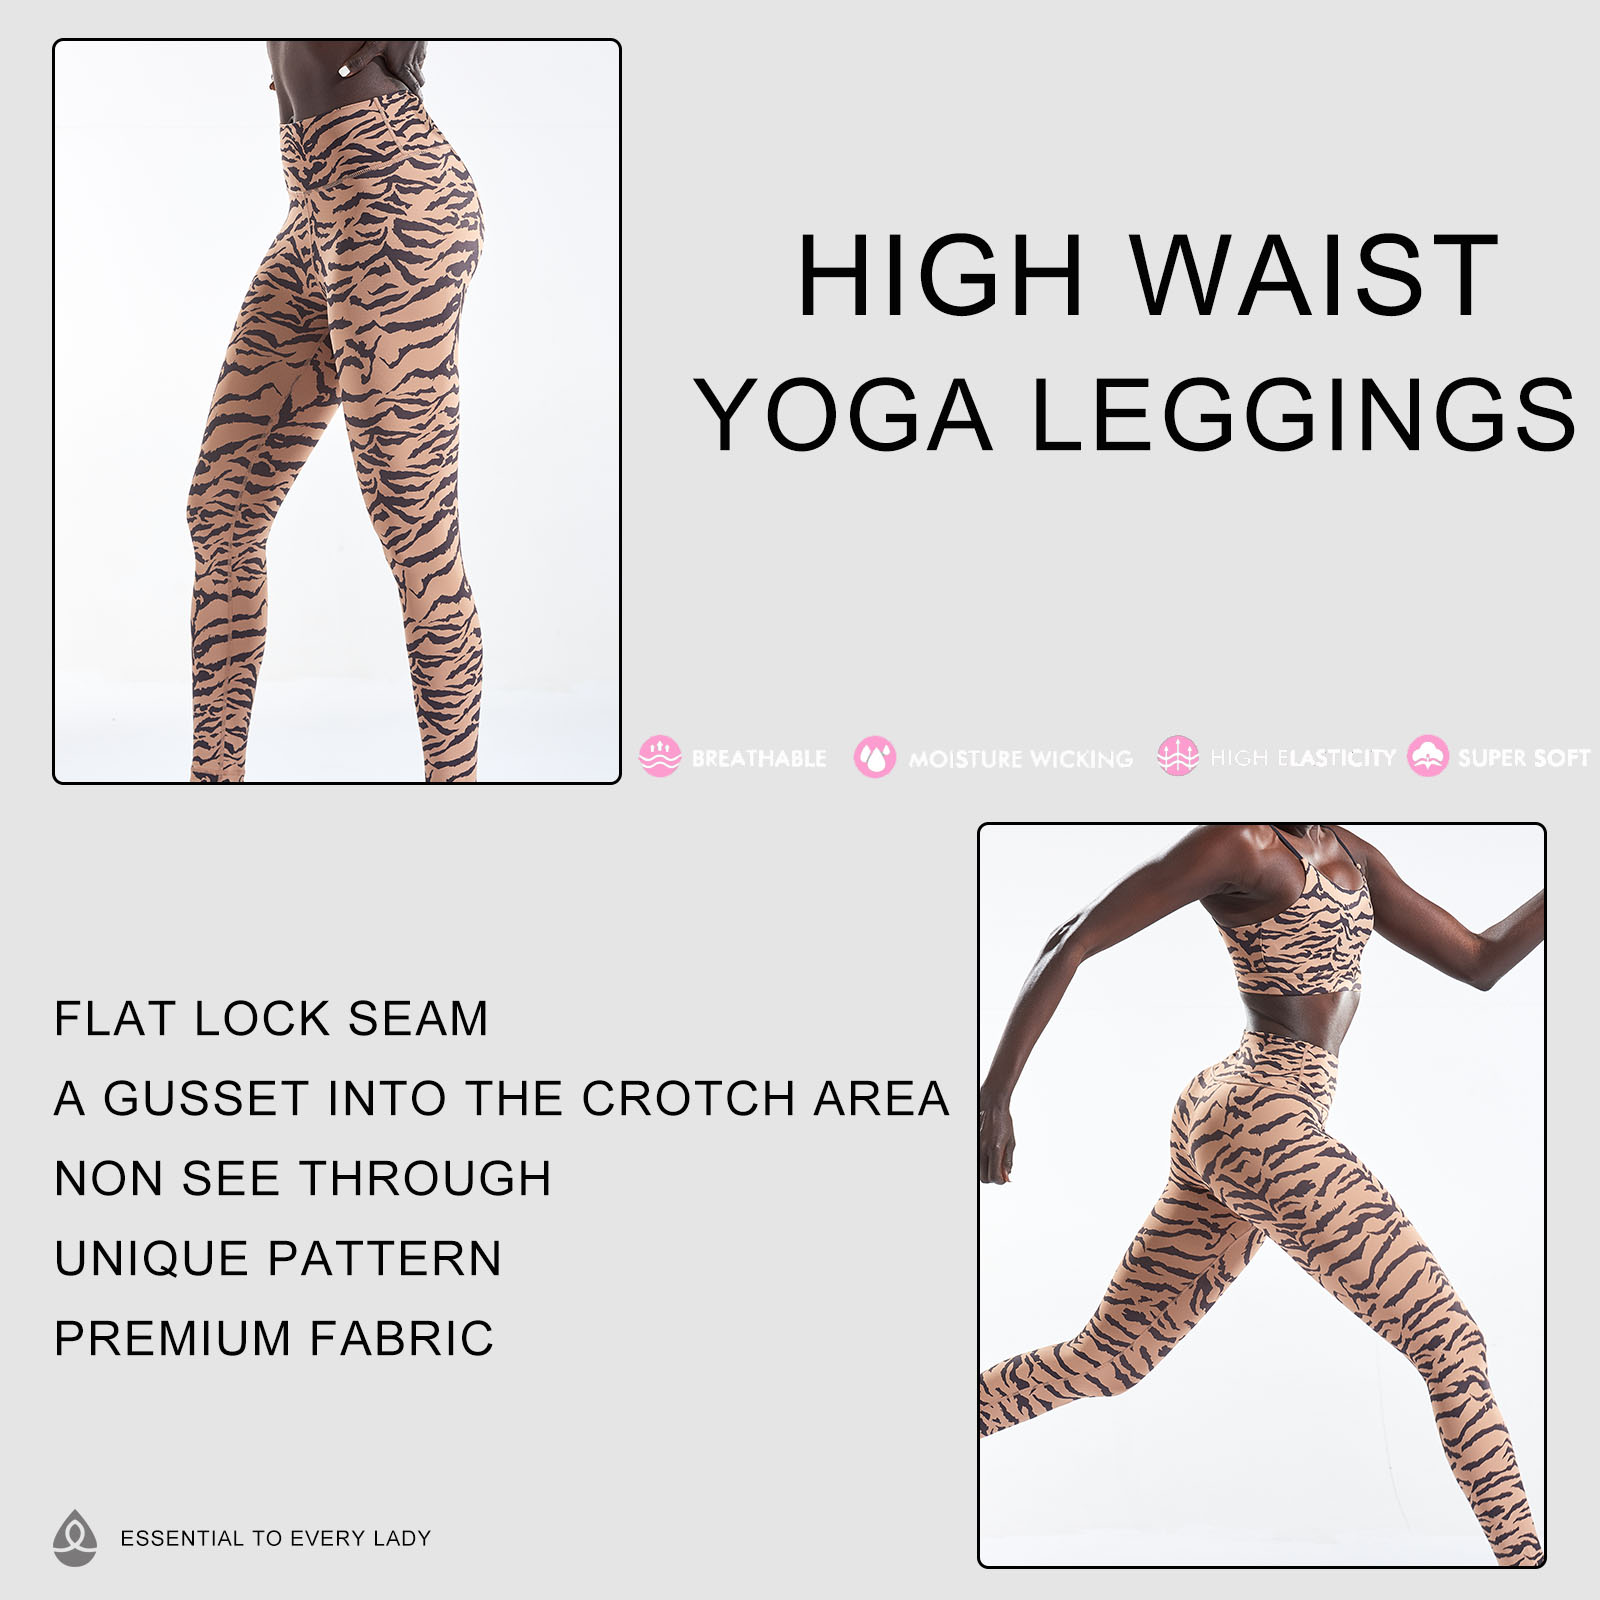 HIGH WAIST
YOGA LEGGINGS
BREATHABLE
MOISTURE WICKING
HIGH ELASTICITY
SUPER SOFT
FLAT LOCK SEAM
A GUSSET INTO THE CROTCH AREA
NON SEE THROUGH
UNIQUE PATTERN
PREMIUM FABRIC
ESSENTIAL TO EVERY LADY